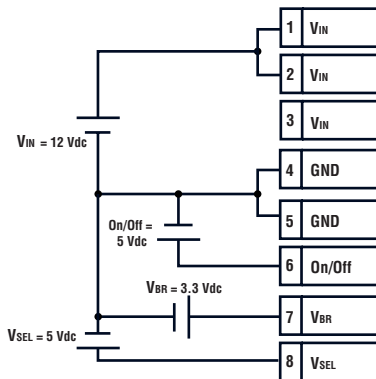 1 VIN
2 VIN
3 VIN
VIN = 12 Vdc
4 GND
5 GND
On/Off =
5 Vdc
6 On/Off
VBR = 3.3 Vdc
7 VBR
VSEL = 5 Vdc
8 VSEL